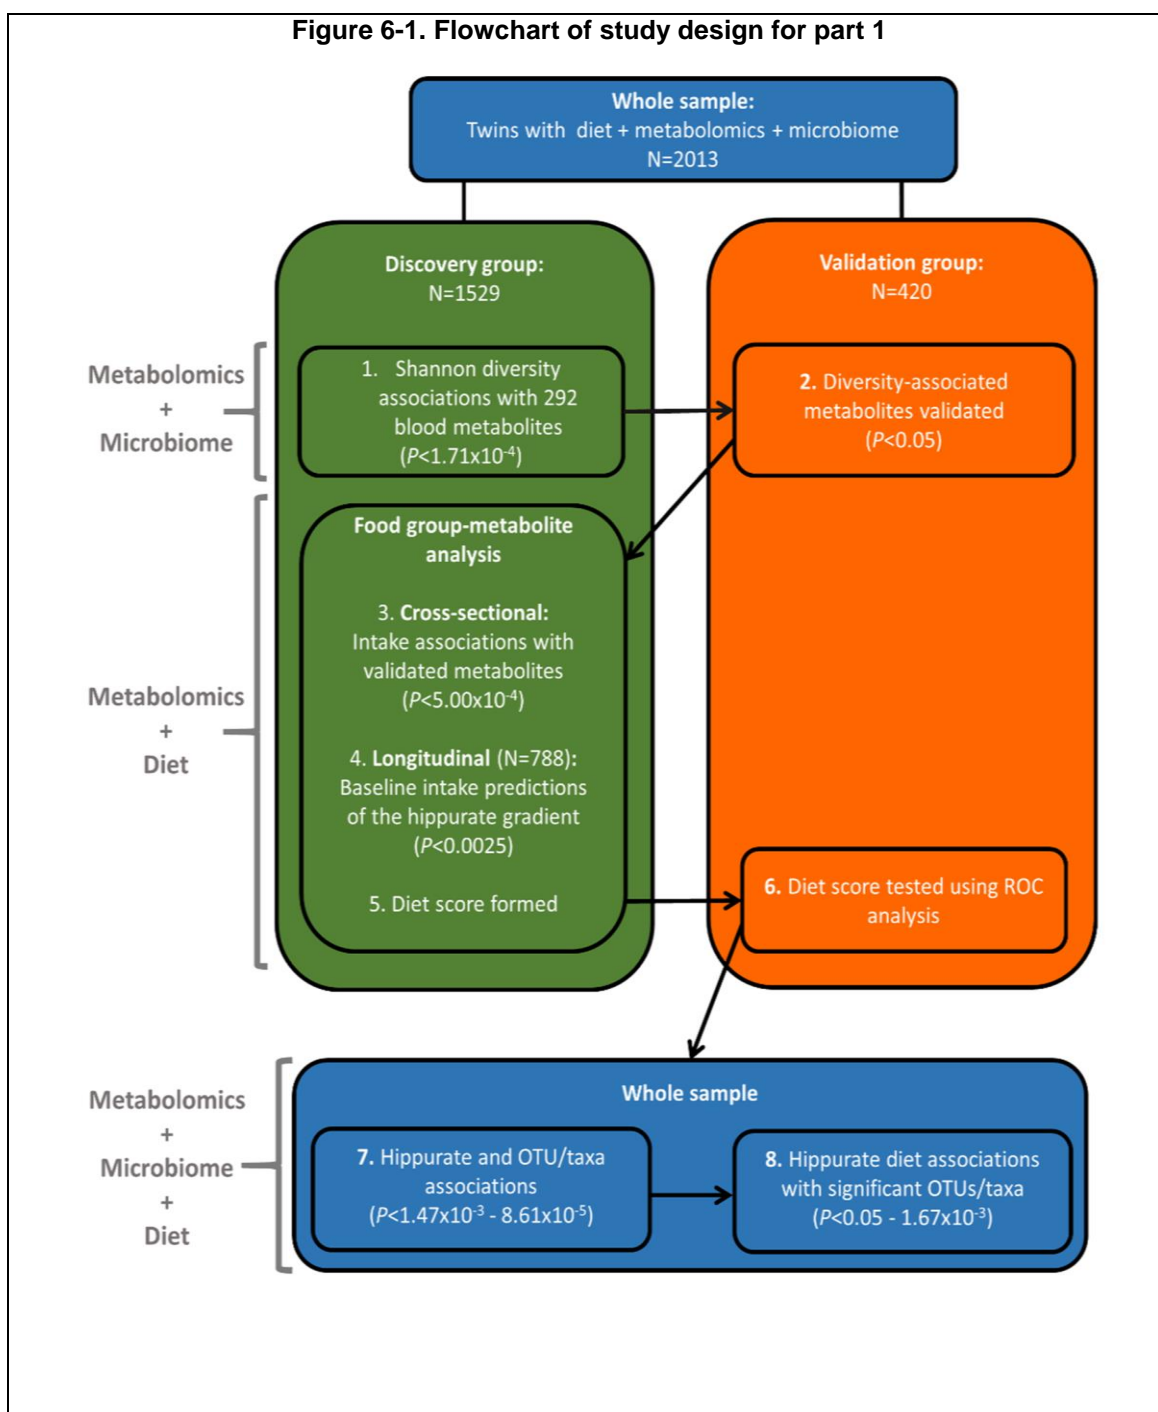 Figure 6-1. Flowchart of study design for part 1
Whole sample:
Twins with diet + metabolomics + microbiome
N=2013
Discovery group:
N=1529
Validation group:
N=420
Metabolomics
+
Microbiome
1. Shannon diversity
associations with 292
blood metabolites
(P<1.71x10⁻⁴)
2. Diversity-associated
metabolites validated
(P<0.05)
Metabolomics
+
Diet
Food group-metabolite
analysis
3. Cross-sectional:
Intake associations with
validated metabolites
(P<5.00x10⁻⁴)
4. Longitudinal (N=788):
Baseline intake predictions
of the hippurate gradient
(P<0.0025)
5. Diet score formed
6. Diet score tested using ROC
analysis
Metabolomics
+
Microbiome
+
Diet
Whole sample
7. Hippurate and OTU/taxa
associations
(P<1.47x10⁻³ - 8.61x10⁻⁵)
8. Hippurate diet associations
with significant OTUs/taxa
(P<0.05 - 1.67x10⁻³)